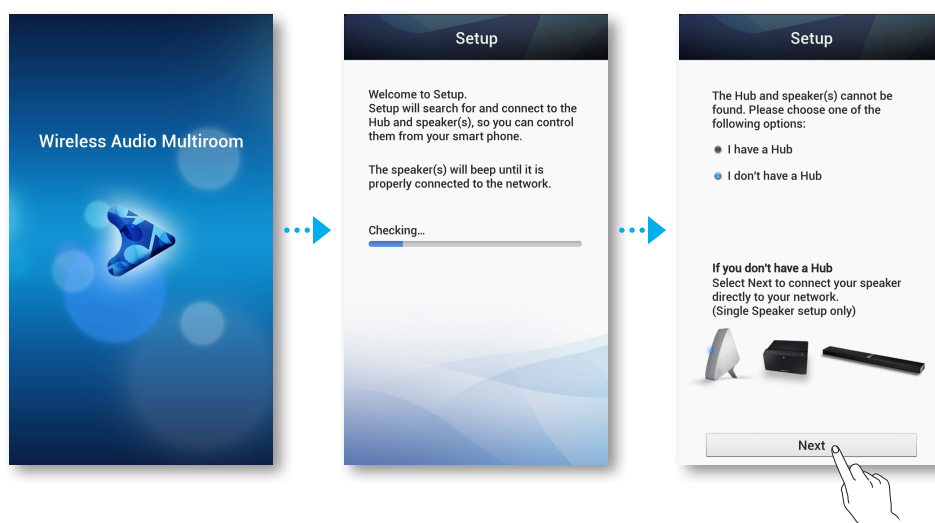 Wireless Audio Multiroom
Setup
Welcome to Setup.
Setup will search for and connect to the
Hub and speaker(s), so you can control
them from your smart phone.
The speaker(s) will beep until it is
properly connected to the network.
Checking...
Setup
The Hub and speaker(s) cannot be
found. Please choose one of the
following options:
I have a Hub
I don't have a Hub
If you don't have a Hub
Select Next to connect your speaker
directly to your network.
(Single Speaker setup only)
Next